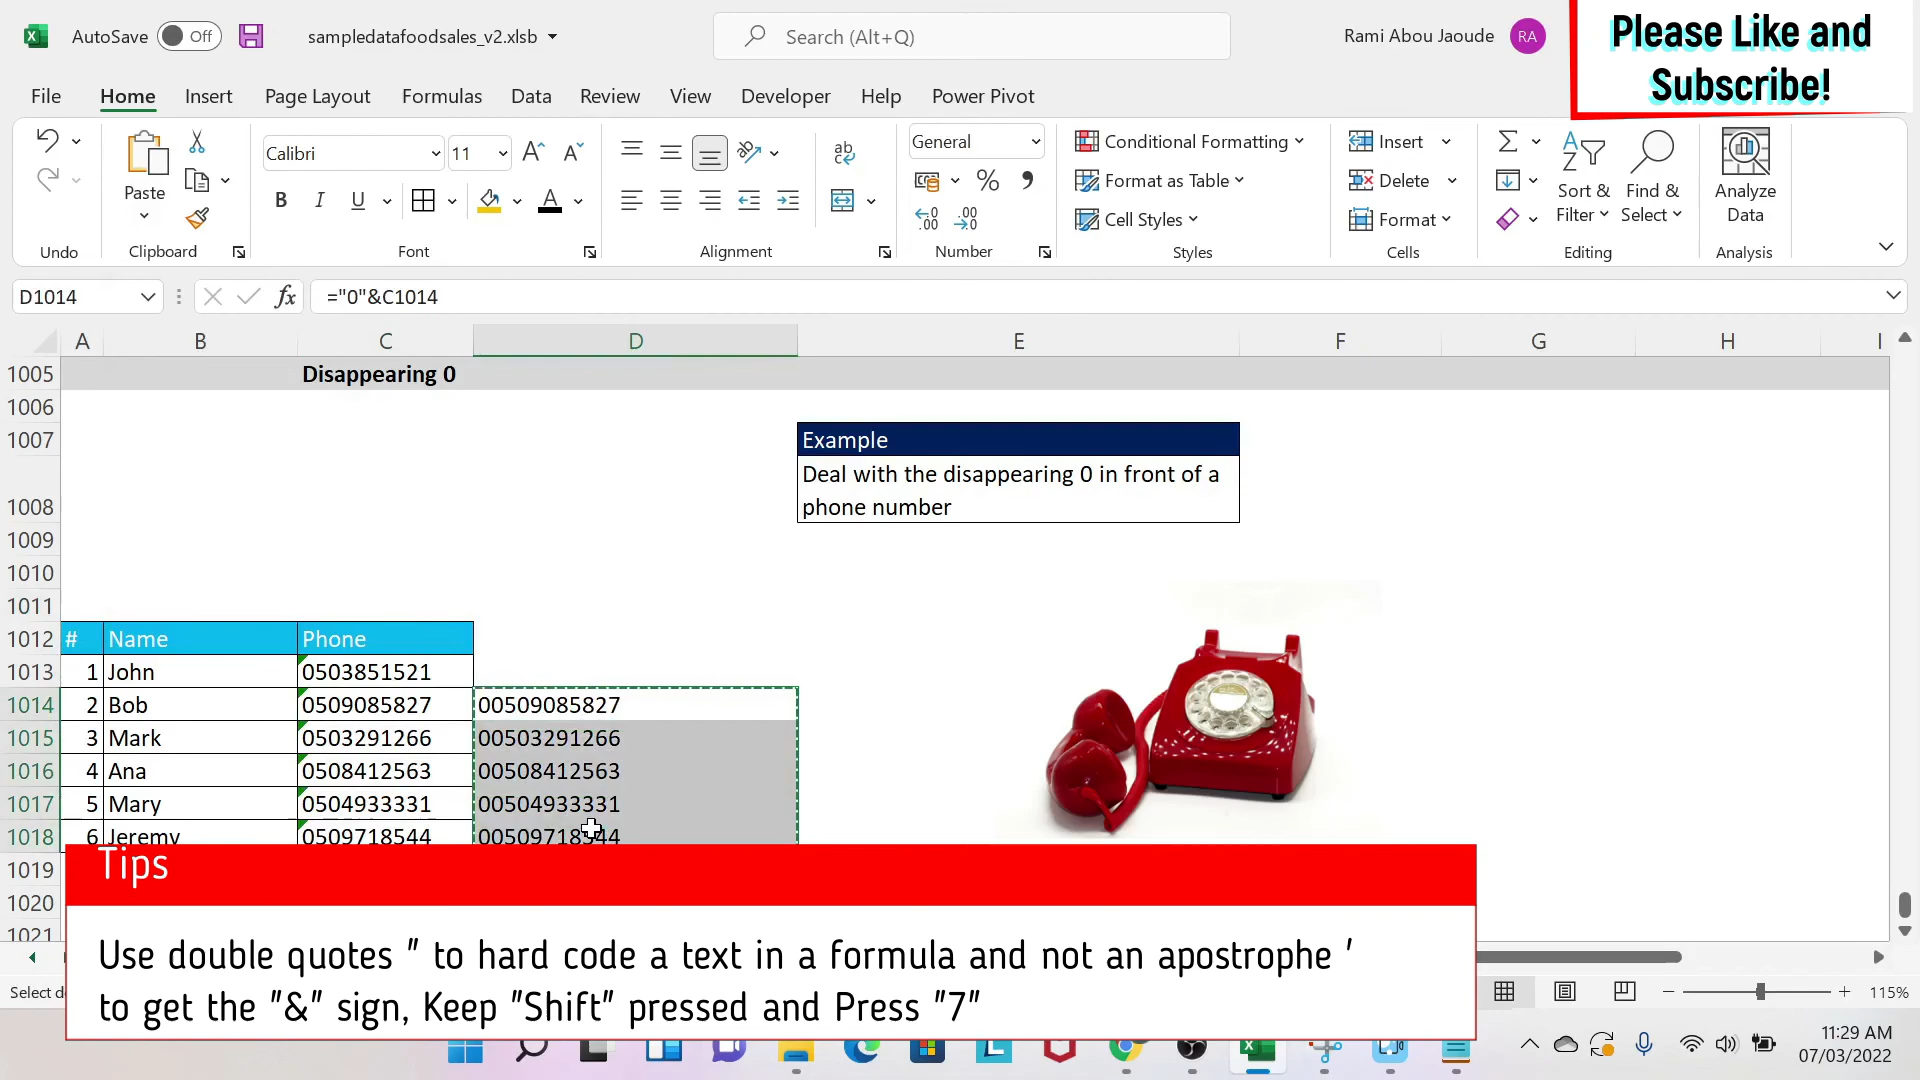 AutoSave Off sampledatafoodsales_v2.xlsb Search (Alt+Q) Rami Abou Jaoude RA
Please Like and
Subscribe!
File Home Insert Page Layout Formulas Data Review View Developer Help Power Pivot
Paste Calibri 11 General Conditional Formatting Insert
B I U Format as Table Delete Sort & Filter Find & Select Analyze Data
Cell Styles Format
Undo Clipboard Font Alignment Number Styles Cells Editing Analysis
D1014 fx ="0"&C1014
A B C D E F G H I
1005 Disappearing 0
1006
1007 Example
Deal with the disappearing 0 in front of a
1008 phone number
1009
1010
1011
1012 # Name Phone
1013 1 John 0503851521
1014 2 Bob 0509085827 00509085827
1015 3 Mark 0503291266 00503291266
1016 4 Ana 0508412563 00508412563
1017 5 Mary 0504933331 00504933331
1018 6 Jeremy 0509718544 00509718544
1019
1020
1021
Tips
Use double quotes " to hard code a text in a formula and not an apostrophe '
to get the "&" sign, Keep "Shift" pressed and Press "7"
115%
11:29 AM
07/03/2022